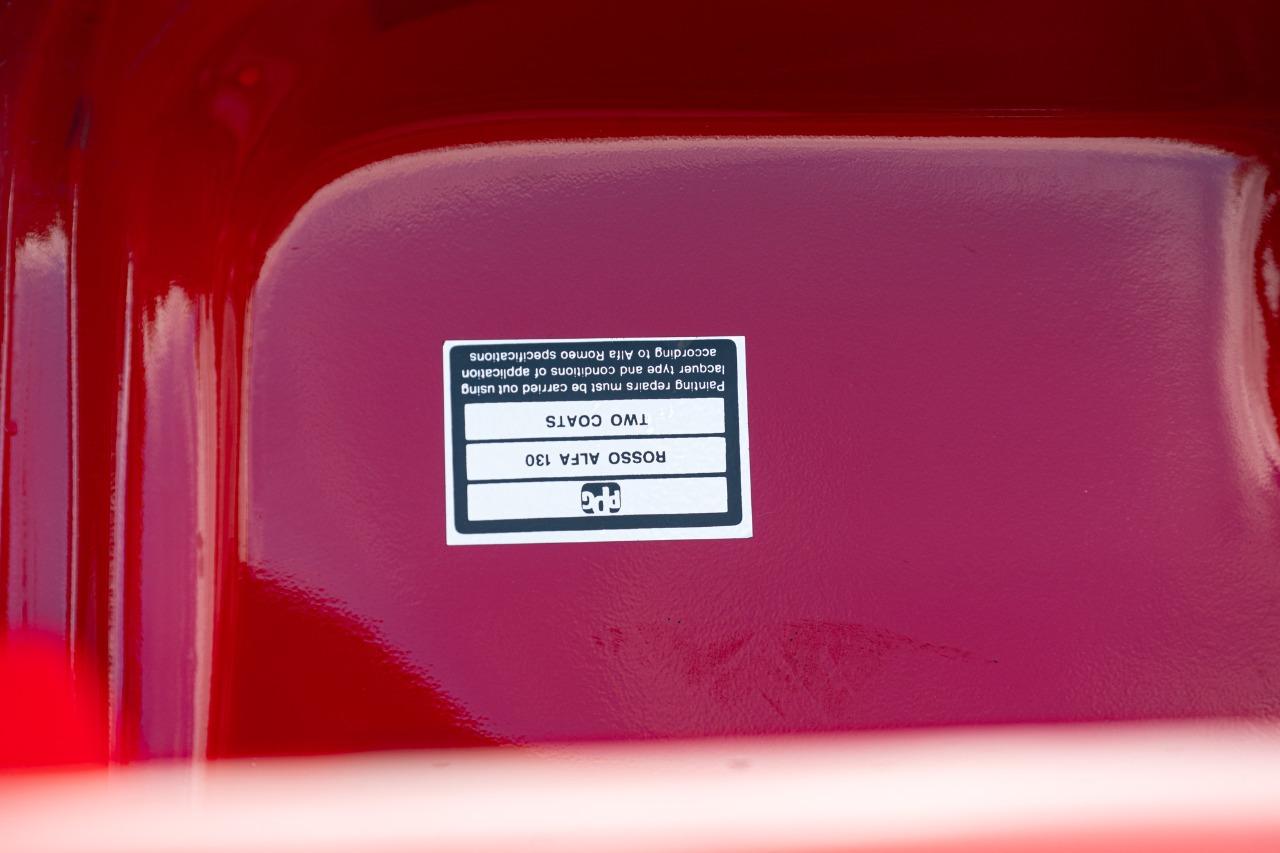 PPG
ROSSO ALFA 130
TWO COATS
Painting repairs must be carried out using
lacquer type and conditions of application
according to Alfa Romeo specifications